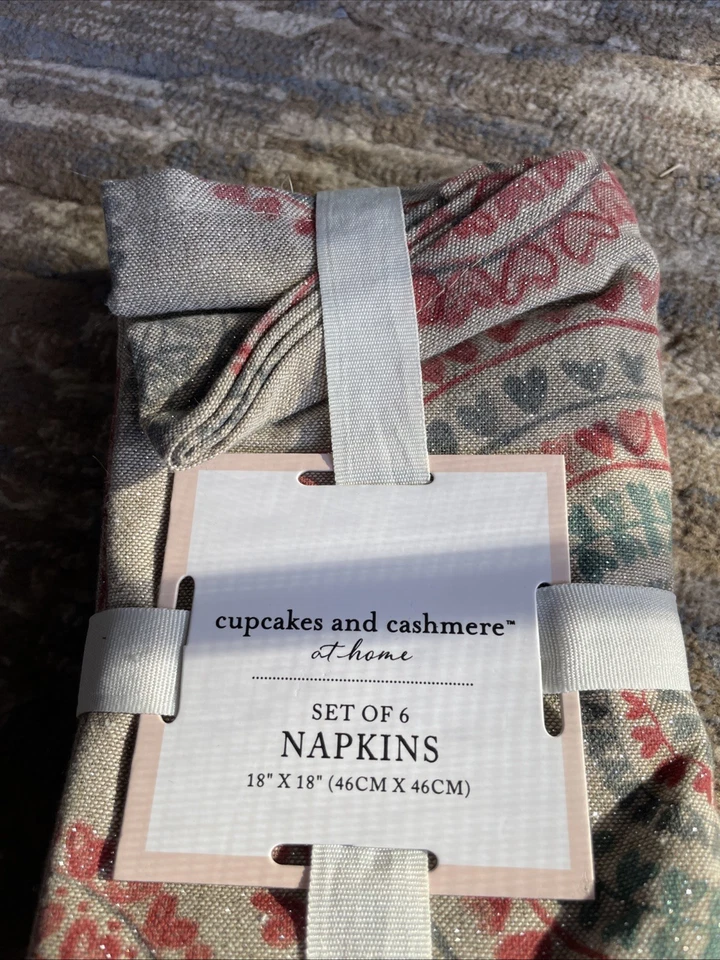 cupcakes and cashmere™
at home
SET OF 6
NAPKINS
18" X 18" (46CM X 46CM)